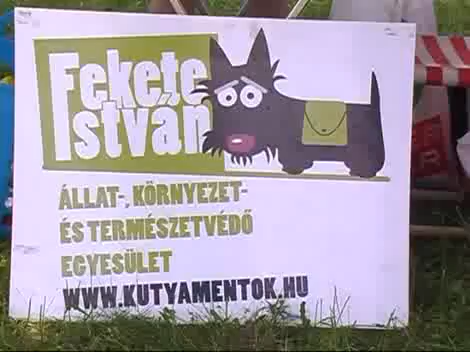 Fekete
István
ÁLLAT-, KÖRNYEZET-
ÉS TERMÉSZETVÉDŐ
EGYESÜLET
WWW.KUTYAMENTOK.HU